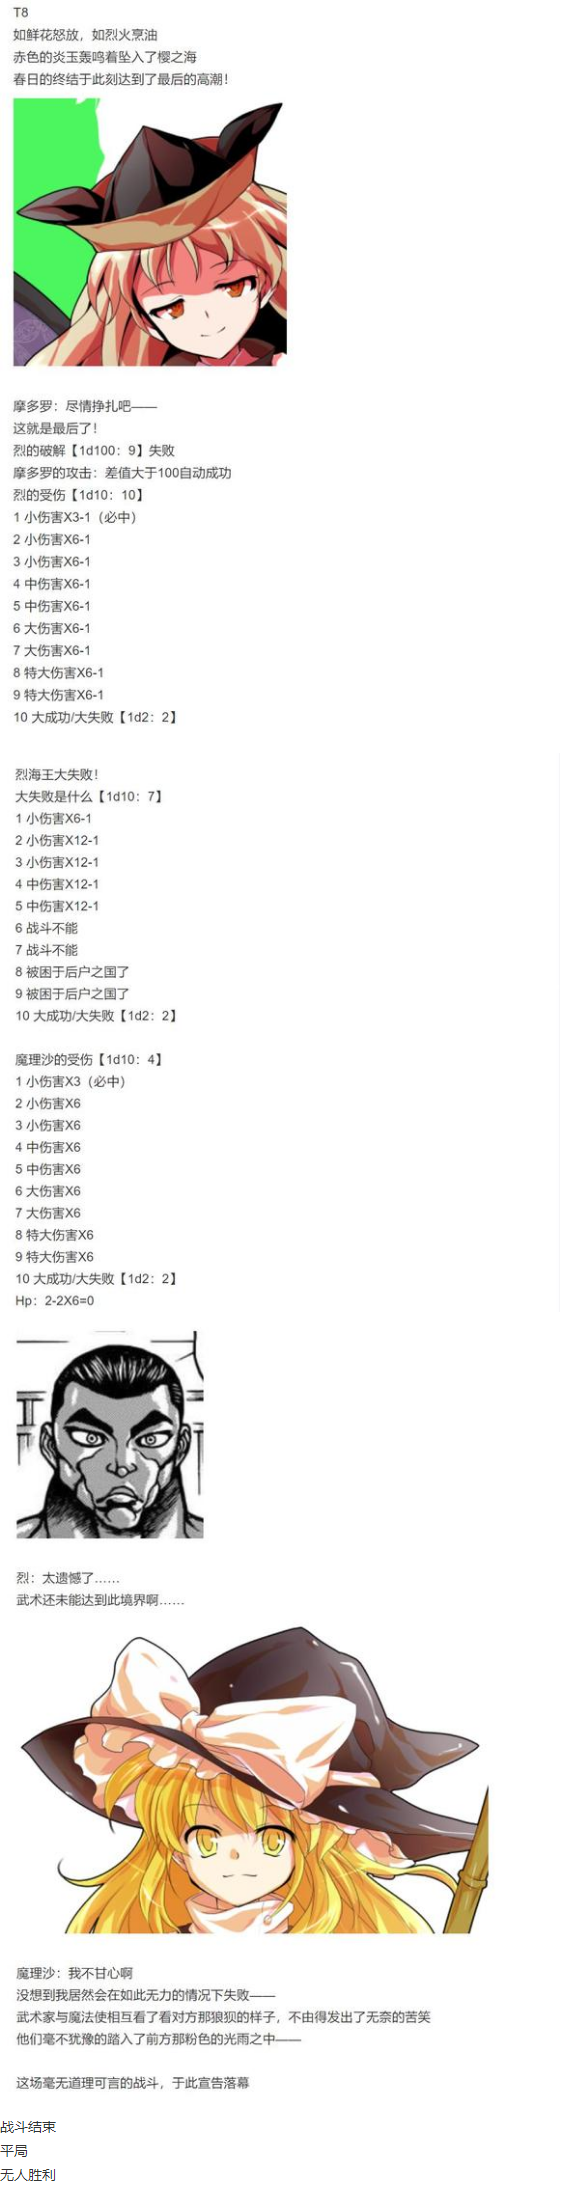 T8
如鲜花怒放，如烈火烹油
赤色的炎玉轰鸣着坠入了樱之海
春日的终结于此刻达到了最后的高潮！
摩多罗：尽情挣扎吧——
这就是最后了！
烈的破解【1d100：9】失败
摩多罗的攻击：差值大于100自动成功
烈的受伤【1d10：10】
1 小伤害X3-1（必中）
2 小伤害X6-1
3 小伤害X6-1
4 中伤害X6-1
5 中伤害X6-1
6 大伤害X6-1
7 大伤害X6-1
8 特大伤害X6-1
9 特大伤害X6-1
10 大成功/大失败【1d2：2】
烈海王大失败！
大失败是什么【1d10：7】
1 小伤害X6-1
2 小伤害X12-1
3 小伤害X12-1
4 中伤害X12-1
5 中伤害X12-1
6 战斗不能
7 战斗不能
8 被困于后户之国了
9 被困于后户之国了
10 大成功/大失败【1d2：2】
魔理沙的受伤【1d10：4】
1 小伤害X3（必中）
2 小伤害X6
3 小伤害X6
4 中伤害X6
5 中伤害X6
6 大伤害X6
7 大伤害X6
8 特大伤害X6
9 特大伤害X6
10 大成功/大失败【1d2：2】
Hp：2-2X6=0
烈：太遗憾了……
武术还未能达到此境界啊……
魔理沙：我不甘心啊
没想到我居然会在如此无力的情况下失败——
武术家与魔法使相互看了看对方那狼狈的样子，不由得发出了无奈的苦笑
他们毫不犹豫的踏入了前方那粉色的光雨之中——
这场毫无道理可言的战斗，于此宣告落幕
战斗结束
平局
无人胜利